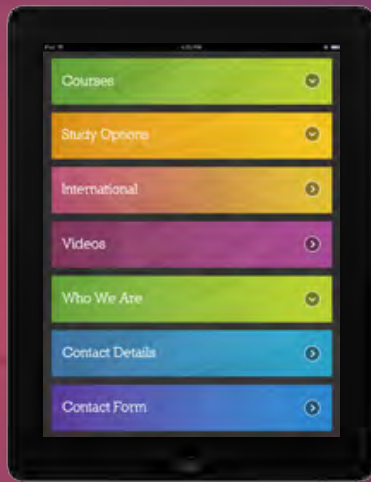 Courses
Study Options
International
Videos
Who We Are
Contact Details
Contact Form